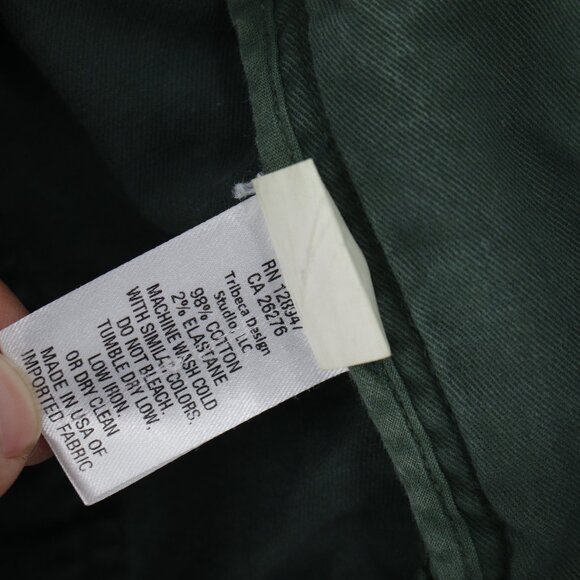 RN 128947
CA 26276
Tribeca Design
Studio, LLC
98% COTTON
2% ELASTANE
MACHINE WASH COLD
WITH SIMILAR COLORS.
DO NOT BLEACH.
TUMBLE DRY LOW.
LOW IRON.
OR DRY CLEAN
MADE IN USA OF
IMPORTED FABRIC